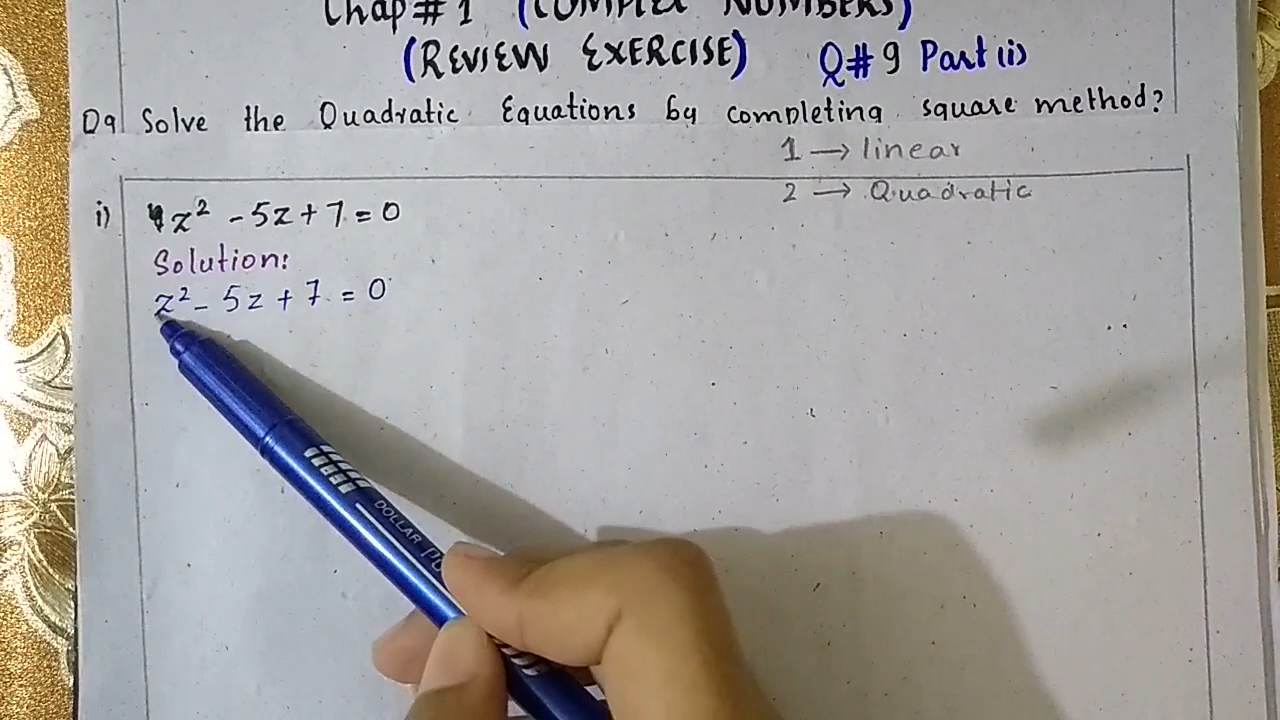 Chap # 1 (COMPLEX NUMBERS)
(REVIEW EXERCISE) Q# 9 Part (i)
Q9 Solve the Quadratic Equations by completing square method?
1 → linear
2 → Quadratic
i) z² - 5z + 7 = 0
Solution:
z² - 5z + 7 = 0
DOLLAR